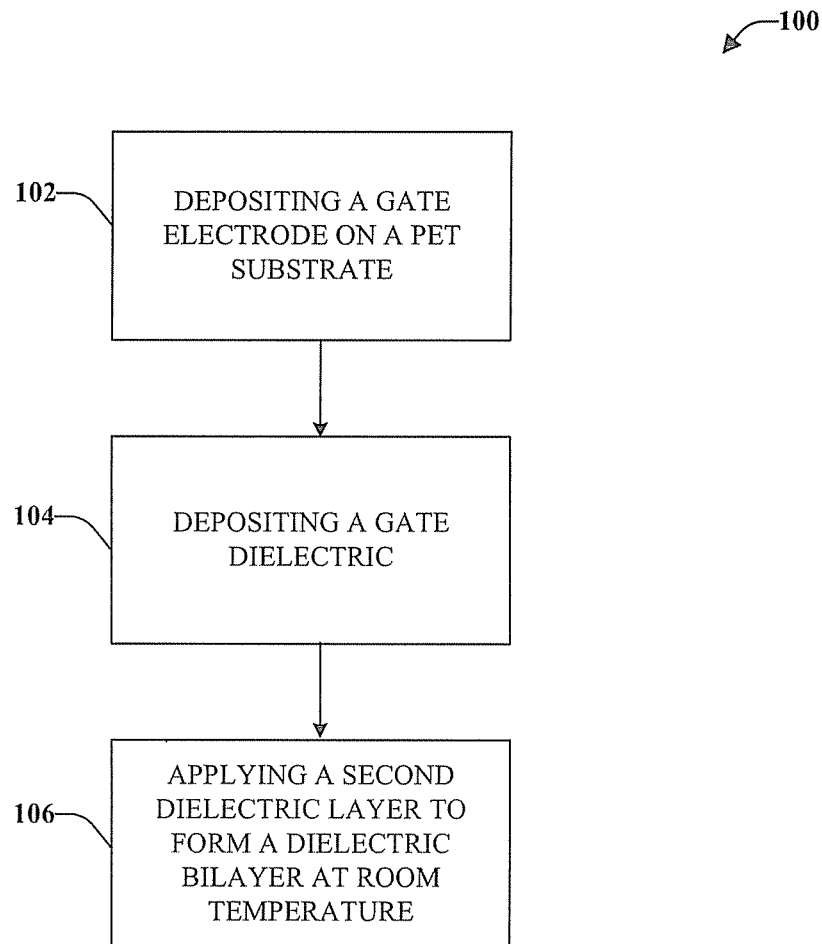 100
102
DEPOSITING A GATE
ELECTRODE ON A PET
SUBSTRATE
104
DEPOSITING A GATE
DIELECTRIC
106
APPLYING A SECOND
DIELECTRIC LAYER TO
FORM A DIELECTRIC
BILAYER AT ROOM
TEMPERATURE